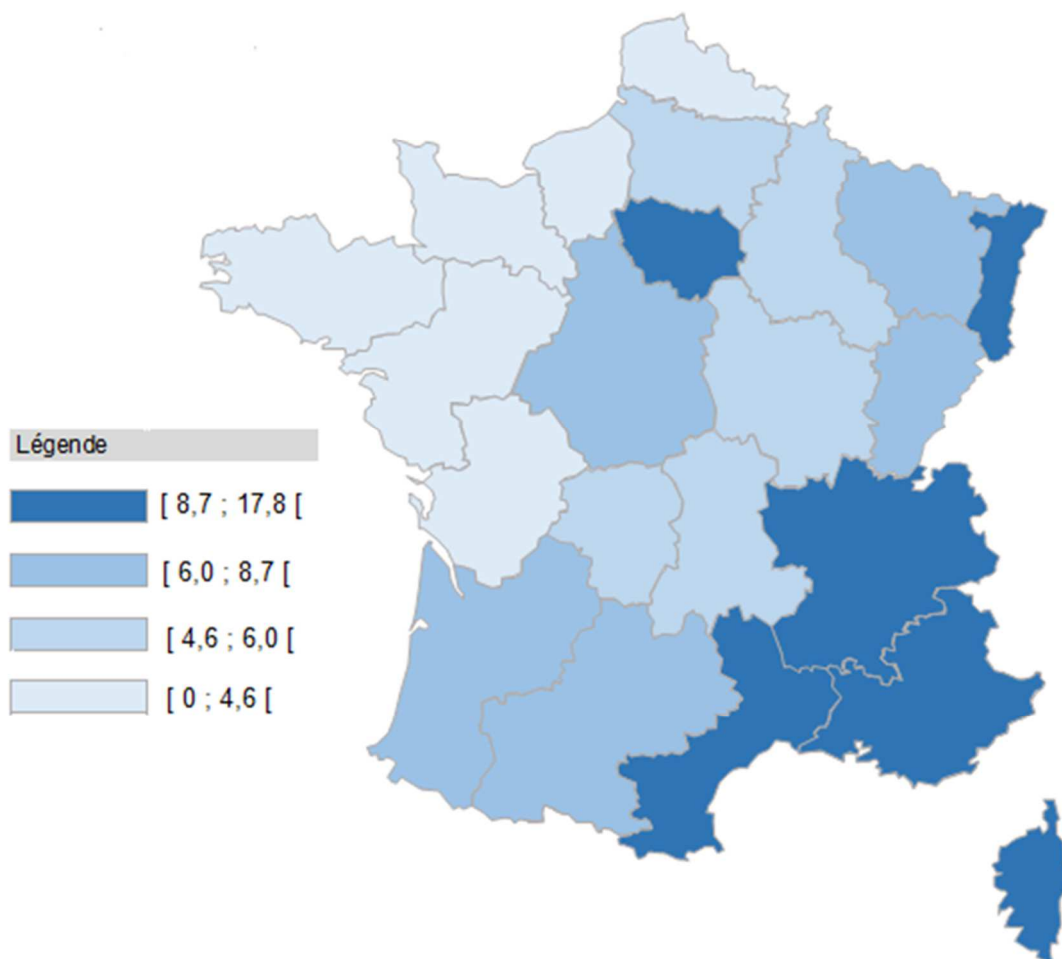 Légende
[ 8,7 ; 17,8 [
[ 6,0 ; 8,7 [
[ 4,6 ; 6,0 [
[ 0 ; 4,6 [